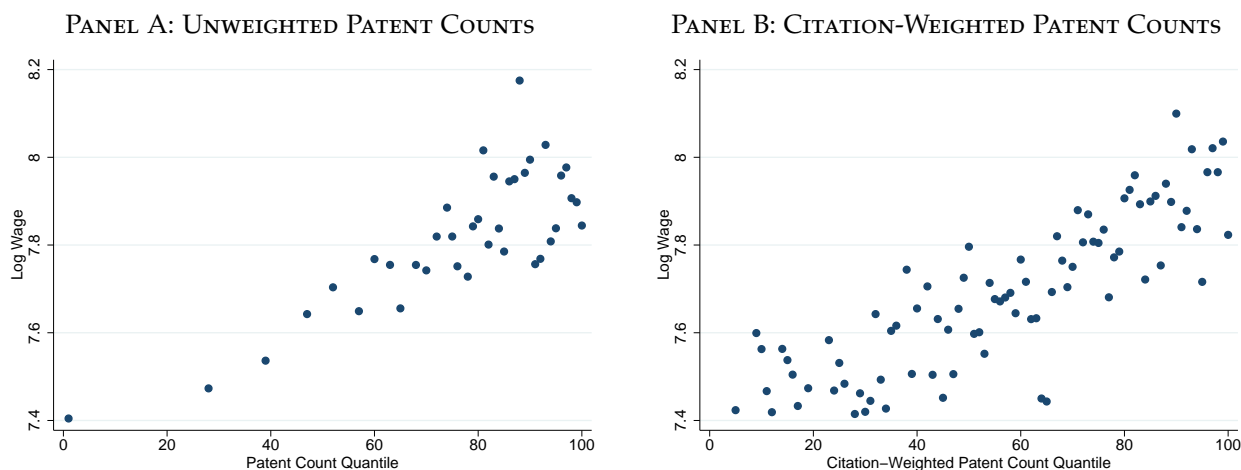 PANEL A: UNWEIGHTED PATENT COUNTS
8.2
8
7.8
7.6
7.4
Log Wage
0 20 40 60 80 100
Patent Count Quantile
PANEL B: CITATION-WEIGHTED PATENT COUNTS
8.2
8
7.8
7.6
7.4
Log Wage
0 20 40 60 80 100
Citation−Weighted Patent Count Quantile